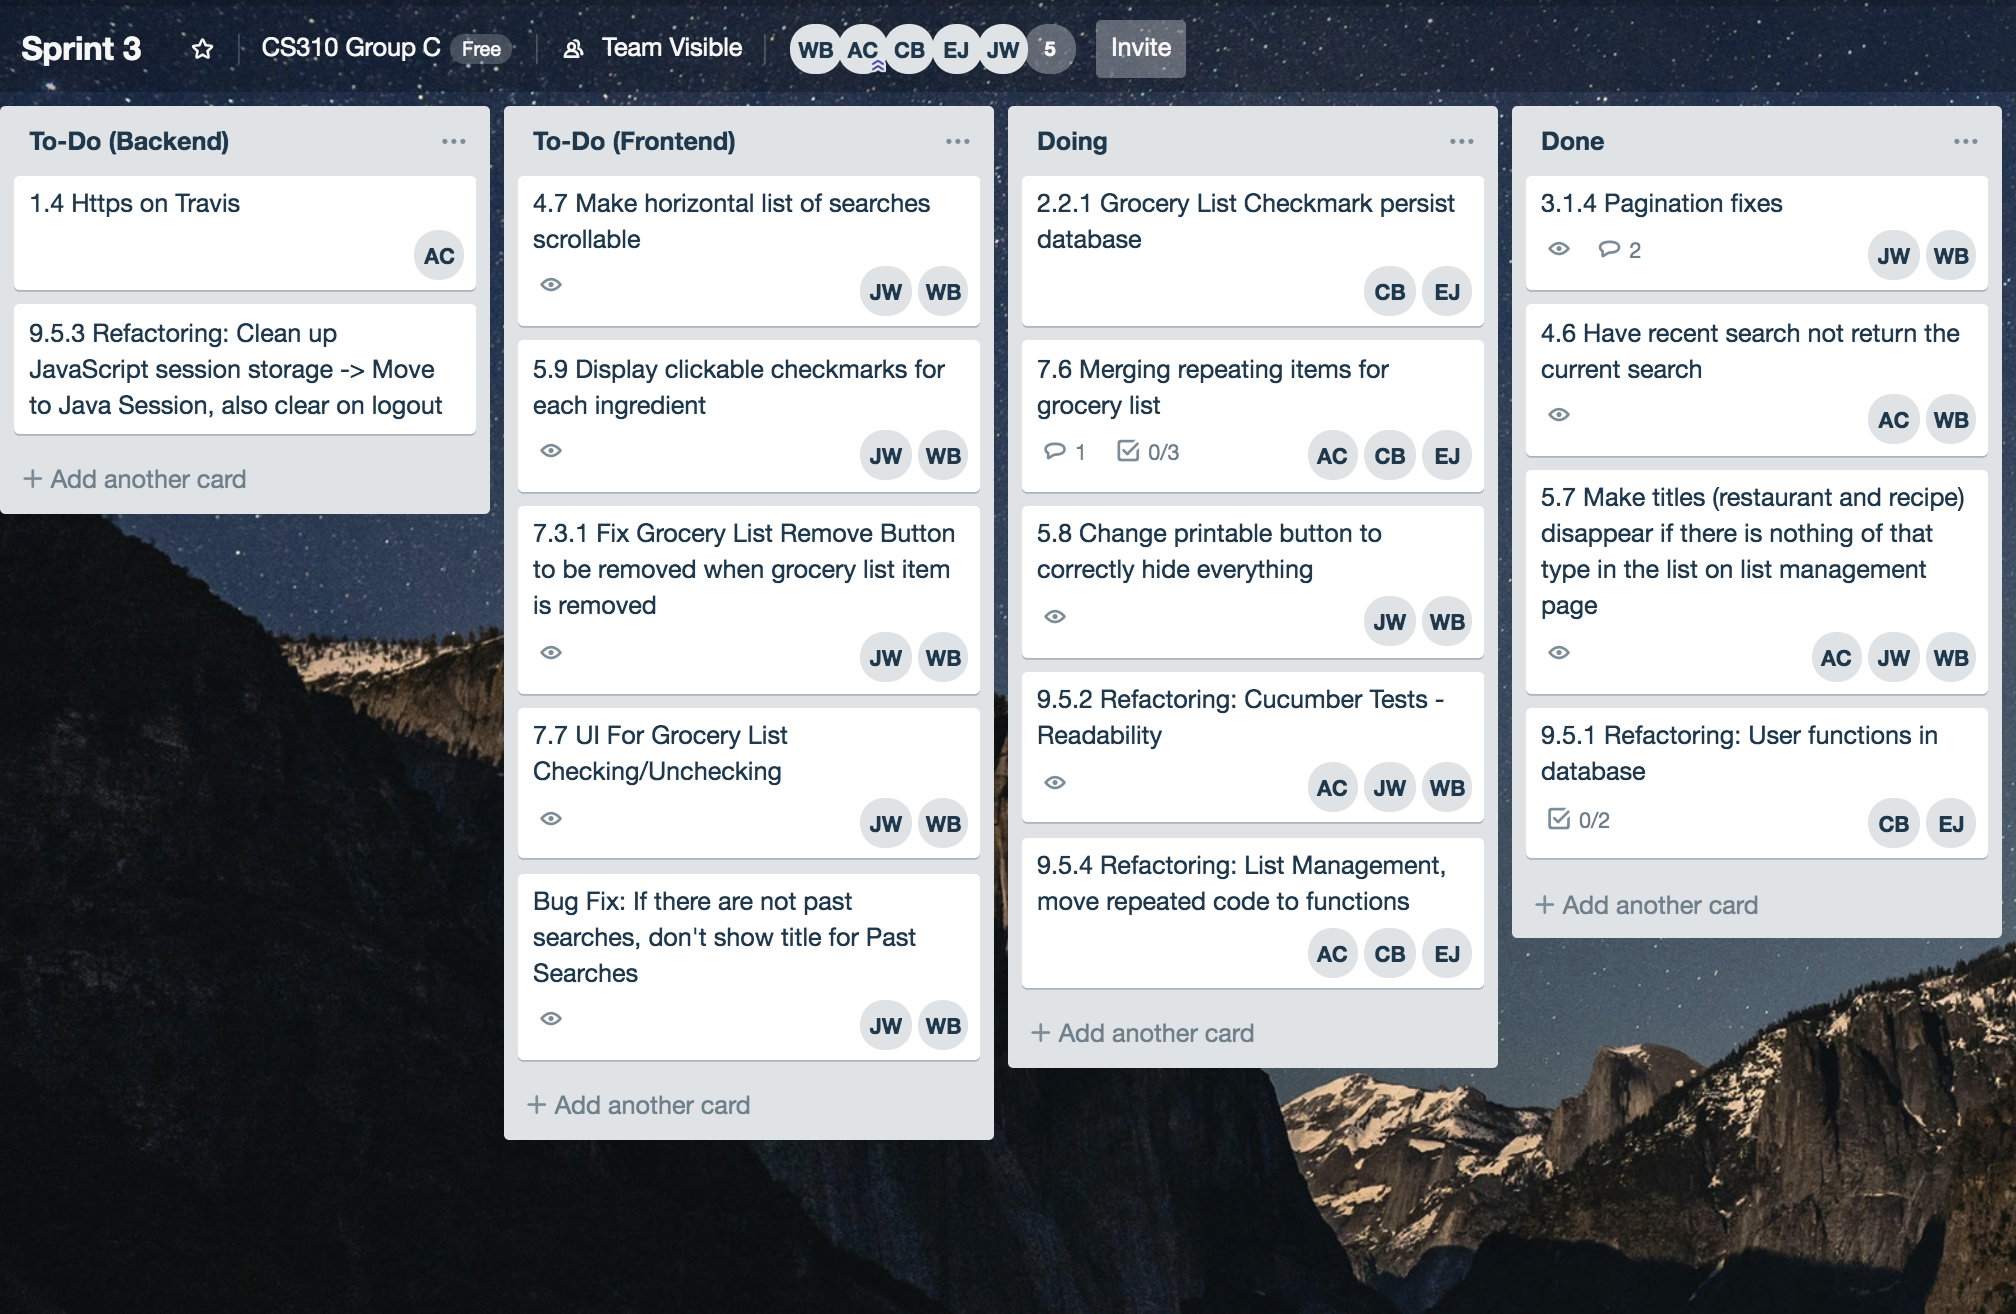 Sprint 3
CS310 Group C
Free
Team Visible
WB AC CB EJ JW 5
Invite
To-Do (Backend)
1.4 Https on Travis
AC
9.5.3 Refactoring: Clean up
JavaScript session storage -> Move
to Java Session, also clear on logout
+ Add another card
To-Do (Frontend)
4.7 Make horizontal list of searches
scrollable
JW WB
5.9 Display clickable checkmarks for
each ingredient
JW WB
7.3.1 Fix Grocery List Remove Button
to be removed when grocery list item
is removed
JW WB
7.7 UI For Grocery List
Checking/Unchecking
JW WB
Bug Fix: If there are not past
searches, don't show title for Past
Searches
JW WB
+ Add another card
Doing
2.2.1 Grocery List Checkmark persist
database
CB EJ
7.6 Merging repeating items for
grocery list
1 0/3 AC CB EJ
5.8 Change printable button to
correctly hide everything
JW WB
9.5.2 Refactoring: Cucumber Tests -
Readability
AC JW WB
9.5.4 Refactoring: List Management,
move repeated code to functions
AC CB EJ
+ Add another card
Done
3.1.4 Pagination fixes
2 JW WB
4.6 Have recent search not return the
current search
AC WB
5.7 Make titles (restaurant and recipe)
disappear if there is nothing of that
type in the list on list management
page
AC JW WB
9.5.1 Refactoring: User functions in
database
0/2 CB EJ
+ Add another card